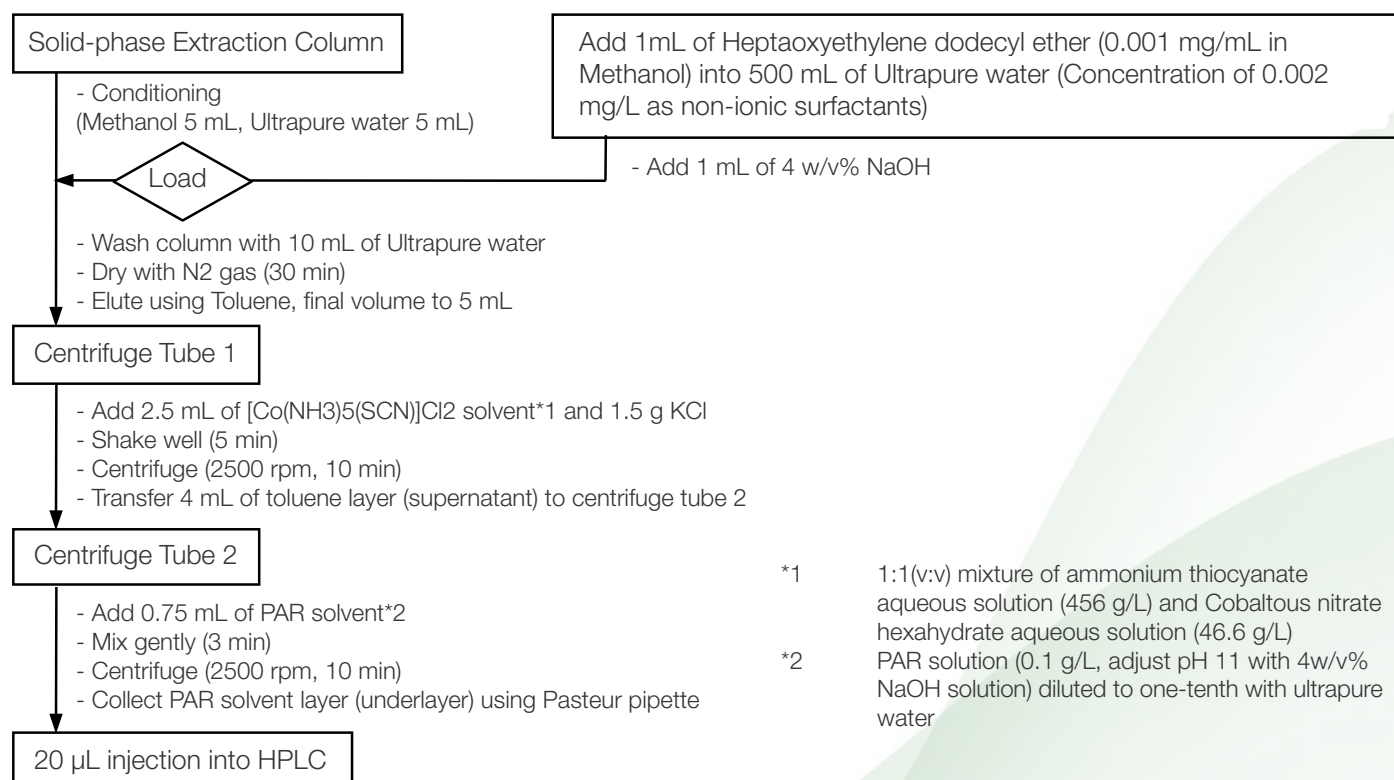 Solid-phase Extraction Column
Add 1mL of Heptaoxyethylene dodecyl ether (0.001 mg/mL in
Methanol) into 500 mL of Ultrapure water (Concentration of 0.002
mg/L as non-ionic surfactants)
- Conditioning
(Methanol 5 mL, Ultrapure water 5 mL)
- Add 1 mL of 4 w/v% NaOH
Load
- Wash column with 10 mL of Ultrapure water
- Dry with N2 gas (30 min)
- Elute using Toluene, final volume to 5 mL
Centrifuge Tube 1
- Add 2.5 mL of [Co(NH3)5(SCN)]Cl2 solvent*1 and 1.5 g KCl
- Shake well (5 min)
- Centrifuge (2500 rpm, 10 min)
- Transfer 4 mL of toluene layer (supernatant) to centrifuge tube 2
Centrifuge Tube 2
- Add 0.75 mL of PAR solvent*2
- Mix gently (3 min)
- Centrifuge (2500 rpm, 10 min)
- Collect PAR solvent layer (underlayer) using Pasteur pipette
20 µL injection into HPLC
*1 1:1(v:v) mixture of ammonium thiocyanate
aqueous solution (456 g/L) and Cobaltous nitrate
hexahydrate aqueous solution (46.6 g/L)
*2 PAR solution (0.1 g/L, adjust pH 11 with 4w/v%
NaOH solution) diluted to one-tenth with ultrapure
water